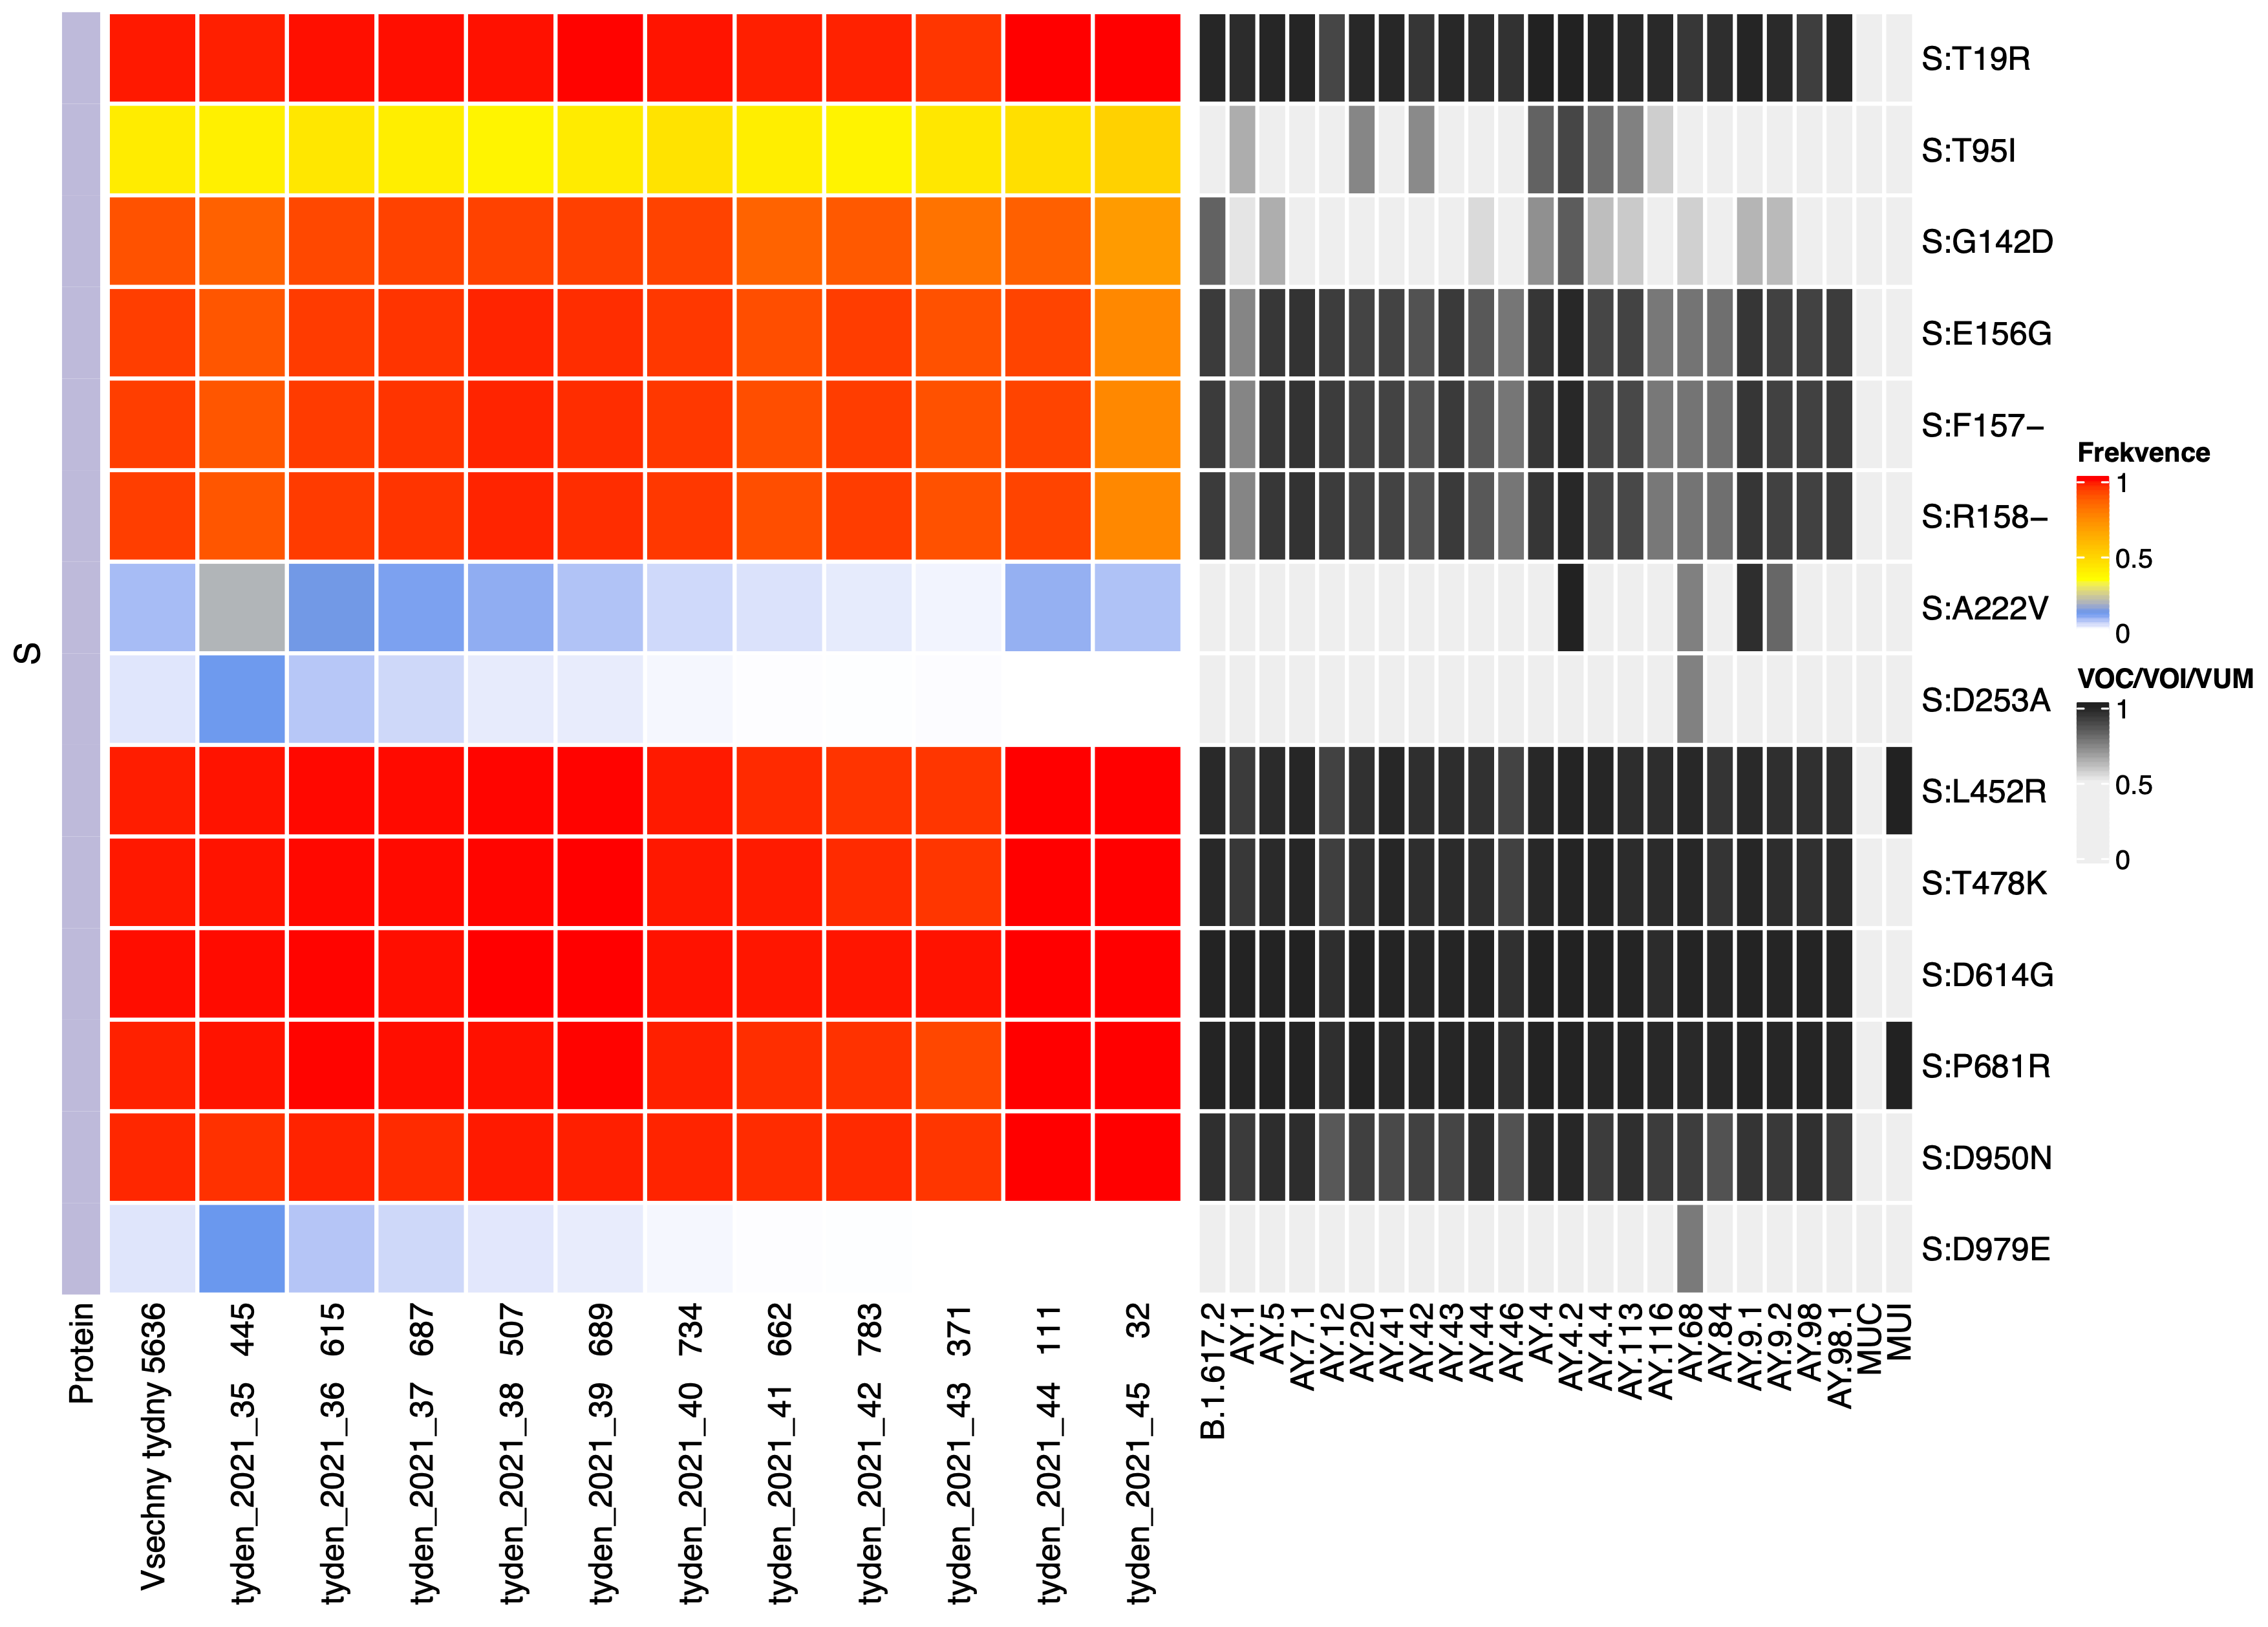 S
S:T19R
S:T95I
S:G142D
S:E156G
S:F157−
S:R158−
S:A222V
S:D253A
S:L452R
S:T478K
S:D614G
S:P681R
S:D950N
S:D979E
Protein
Vsechny tydny 5636
tyden_2021_35 445
tyden_2021_36 615
tyden_2021_37 687
tyden_2021_38 507
tyden_2021_39 689
tyden_2021_40 734
tyden_2021_41 662
tyden_2021_42 783
tyden_2021_43 371
tyden_2021_44 111
tyden_2021_45 32
B.1.617.2
AY.1
AY.5
AY.7.1
AY.12
AY.20
AY.41
AY.42
AY.43
AY.44
AY.46
AY.4
AY.4.2
AY.4.4
AY.113
AY.116
AY.68
AY.84
AY.9.1
AY.9.2
AY.98
AY.98.1
MUC
MUI
Frekvence
1
0.5
0
VOC/VOI/VUM
1
0.5
0